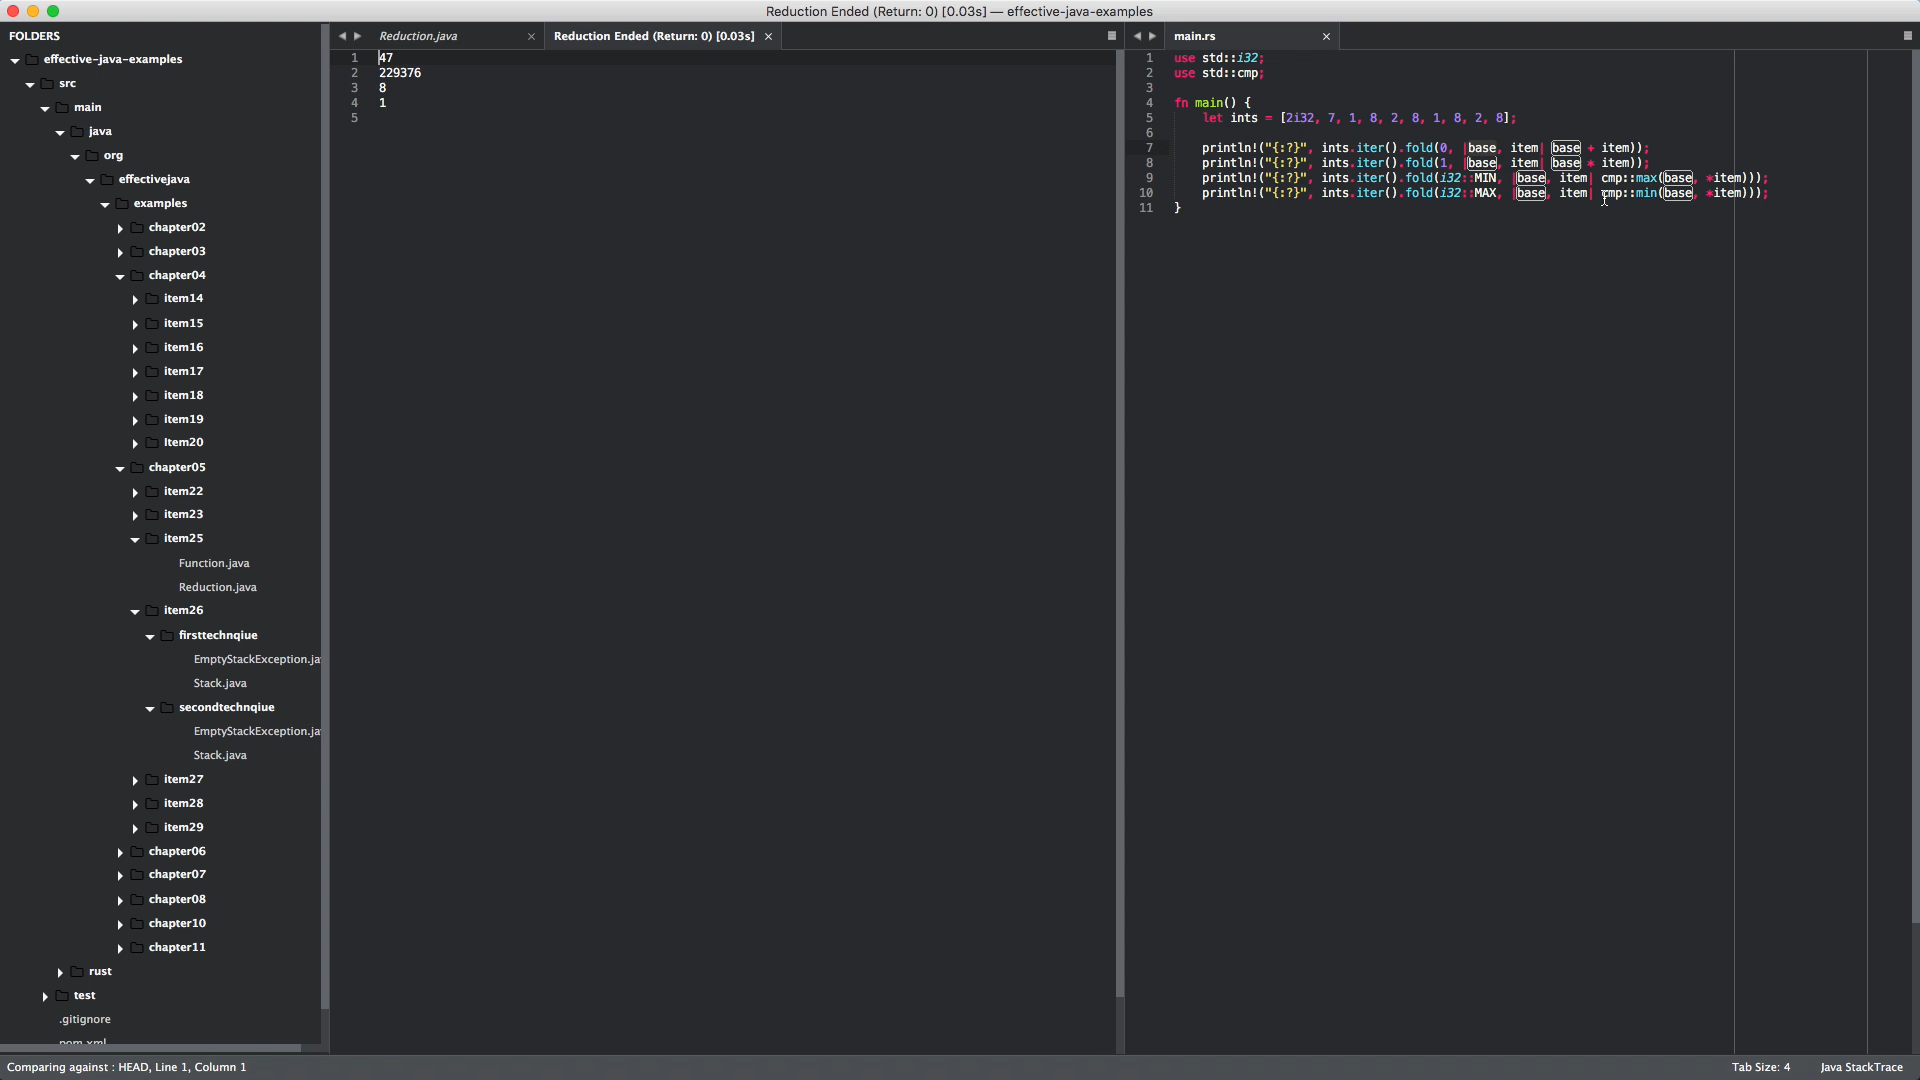 Reduction Ended (Return: 0) [0.03s] — effective-java-examples
FOLDERS
effective-java-examples
src
main
java
org
effectivejava
examples
chapter02
chapter03
chapter04
item14
item15
item16
item17
item18
item19
Item20
chapter05
item22
item23
item25
Function.java
Reduction.java
item26
firsttechnqiue
EmptyStackException.ja
Stack.java
secondtechnqiue
EmptyStackException.ja
Stack.java
item27
item28
item29
chapter06
chapter07
chapter08
chapter10
chapter11
rust
test
.gitignore
pom.xml
Reduction.java
Reduction Ended (Return: 0) [0.03s]
1 47
2 229376
3 8
4 1
5
main.rs
1 use std::i32;
2 use std::cmp;
3
4 fn main() {
5     let ints = [2i32, 7, 1, 8, 2, 8, 1, 8, 2, 8];
6
7     println!("{:?}", ints.iter().fold(0, |base, item| base + item));
8     println!("{:?}", ints.iter().fold(1, |base, item| base * item));
9     println!("{:?}", ints.iter().fold(i32::MIN, |base, item| cmp::max(base, *item)));
10     println!("{:?}", ints.iter().fold(i32::MAX, |base, item| cmp::min(base, *item)));
11 }
Comparing against : HEAD, Line 1, Column 1
Tab Size: 4
Java StackTrace